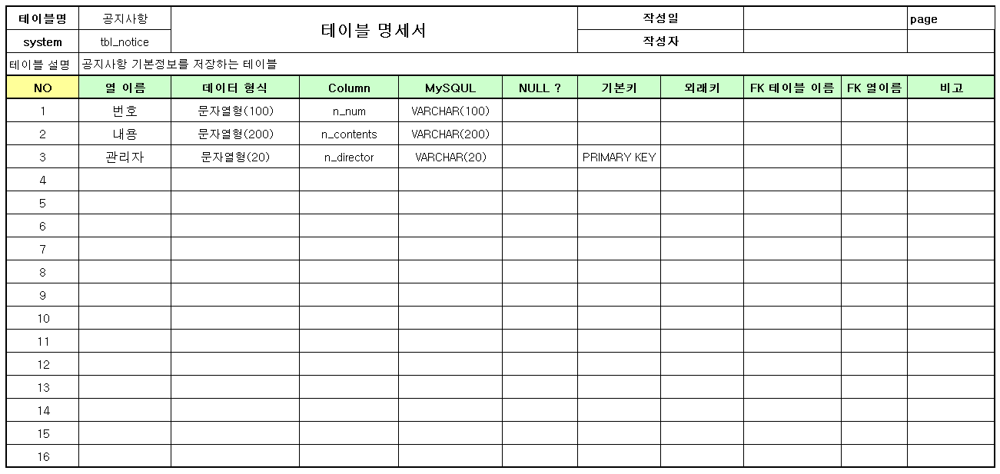 테이블명 공지사항 테이블 명세서 작성일 page
system tbl_notice 작성자
테이블 설명 공지사항 기본정보를 저장하는 테이블
NO 열 이름 데이터 형식 Column MySQUL NULL ? 기본키 외래키 FK 테이블 이름 FK 열이름 비고
1 번호 문자열형(100) n_num VARCHAR(100)
2 내용 문자열형(200) n_contents VARCHAR(200)
3 관리자 문자열형(20) n_director VARCHAR(20) PRIMARY KEY
4
5
6
7
8
9
10
11
12
13
14
15
16